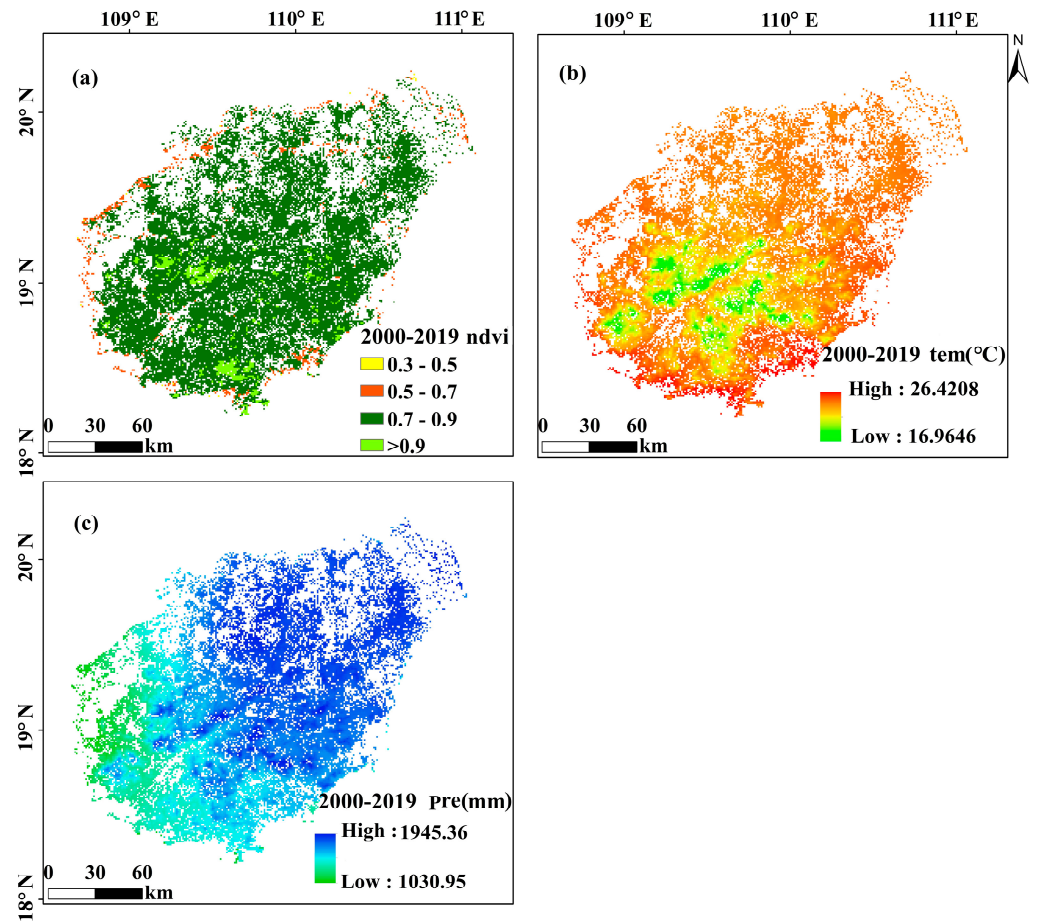 109° E 110° E 111° E
109° E 110° E 111° E
N
(a)
(b)
20° N
19° N
18° N
2000-2019 ndvi
0.3 - 0.5
0.5 - 0.7
0.7 - 0.9
>0.9
0 30 60
km
2000-2019 tem(℃)
High : 26.4208
Low : 16.9646
0 30 60
km
(c)
20° N
19° N
18° N
2000-2019 Pre(mm)
High : 1945.36
Low : 1030.95
0 30 60
km